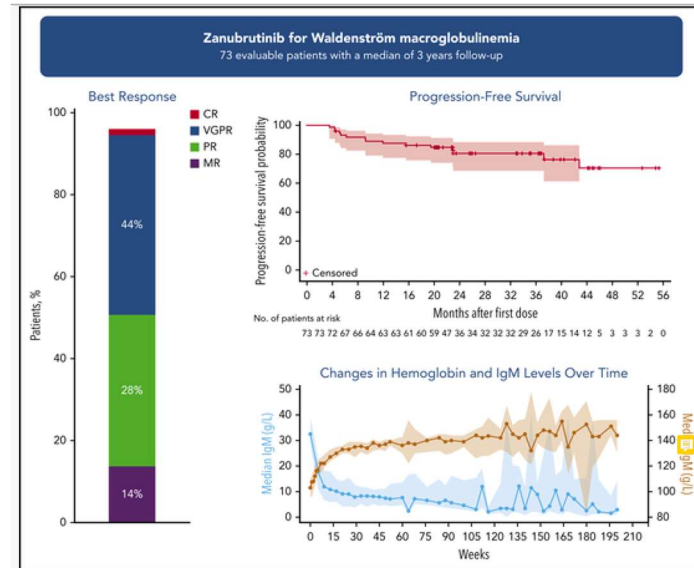 Zanubrutinib for Waldenström macroglobulinemia
73 evaluable patients with a median of 3 years follow-up
Best Response
Patients, %
100
80
60
40
20
0
44%
28%
14%
CR
VGPR
PR
MR
Progression-Free Survival
Progression-free survival probability
100
80
60
40
20
0
+ Censored
0 4 8 12 16 20 24 28 32 36 40 44 48 52 56
Months after first dose
No. of patients at risk
73 73 72 67 66 64 63 63 61 60 59 47 36 34 32 32 32 29 26 17 15 14 12 5 3 3 3 2 0
Changes in Hemoglobin and IgM Levels Over Time
Median IgM (g/L)
50
40
30
20
10
0
180
160
140
120
100
80
Med IgM (g/L)
0 15 30 45 60 75 90 105 120 135 150 165 180 195 210
Weeks